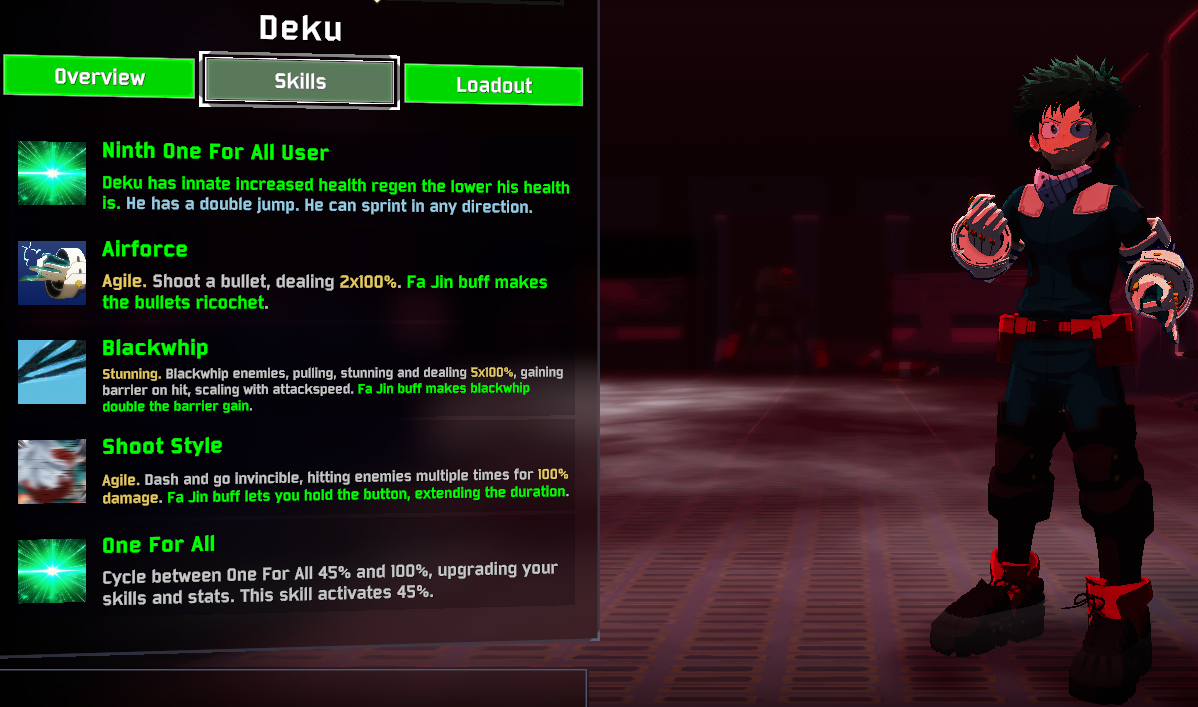 Deku
Overview
Skills
Loadout
Ninth One For All User
Deku has innate increased health regen the lower his health
is. He has a double jump. He can sprint in any direction.
Airforce
Agile. Shoot a bullet, dealing 2x100%. Fa Jin buff makes
the bullets ricochet.
Blackwhip
Stunning. Blackwhip enemies, pulling, stunning and dealing 5x100%, gaining
barrier on hit, scaling with attackspeed. Fa Jin buff makes blackwhip
double the barrier gain.
Shoot Style
Agile. Dash and go invincible, hitting enemies multiple times for 100%
damage. Fa Jin buff lets you hold the button, extending the duration.
One For All
Cycle between One For All 45% and 100%, upgrading your
skills and stats. This skill activates 45%.